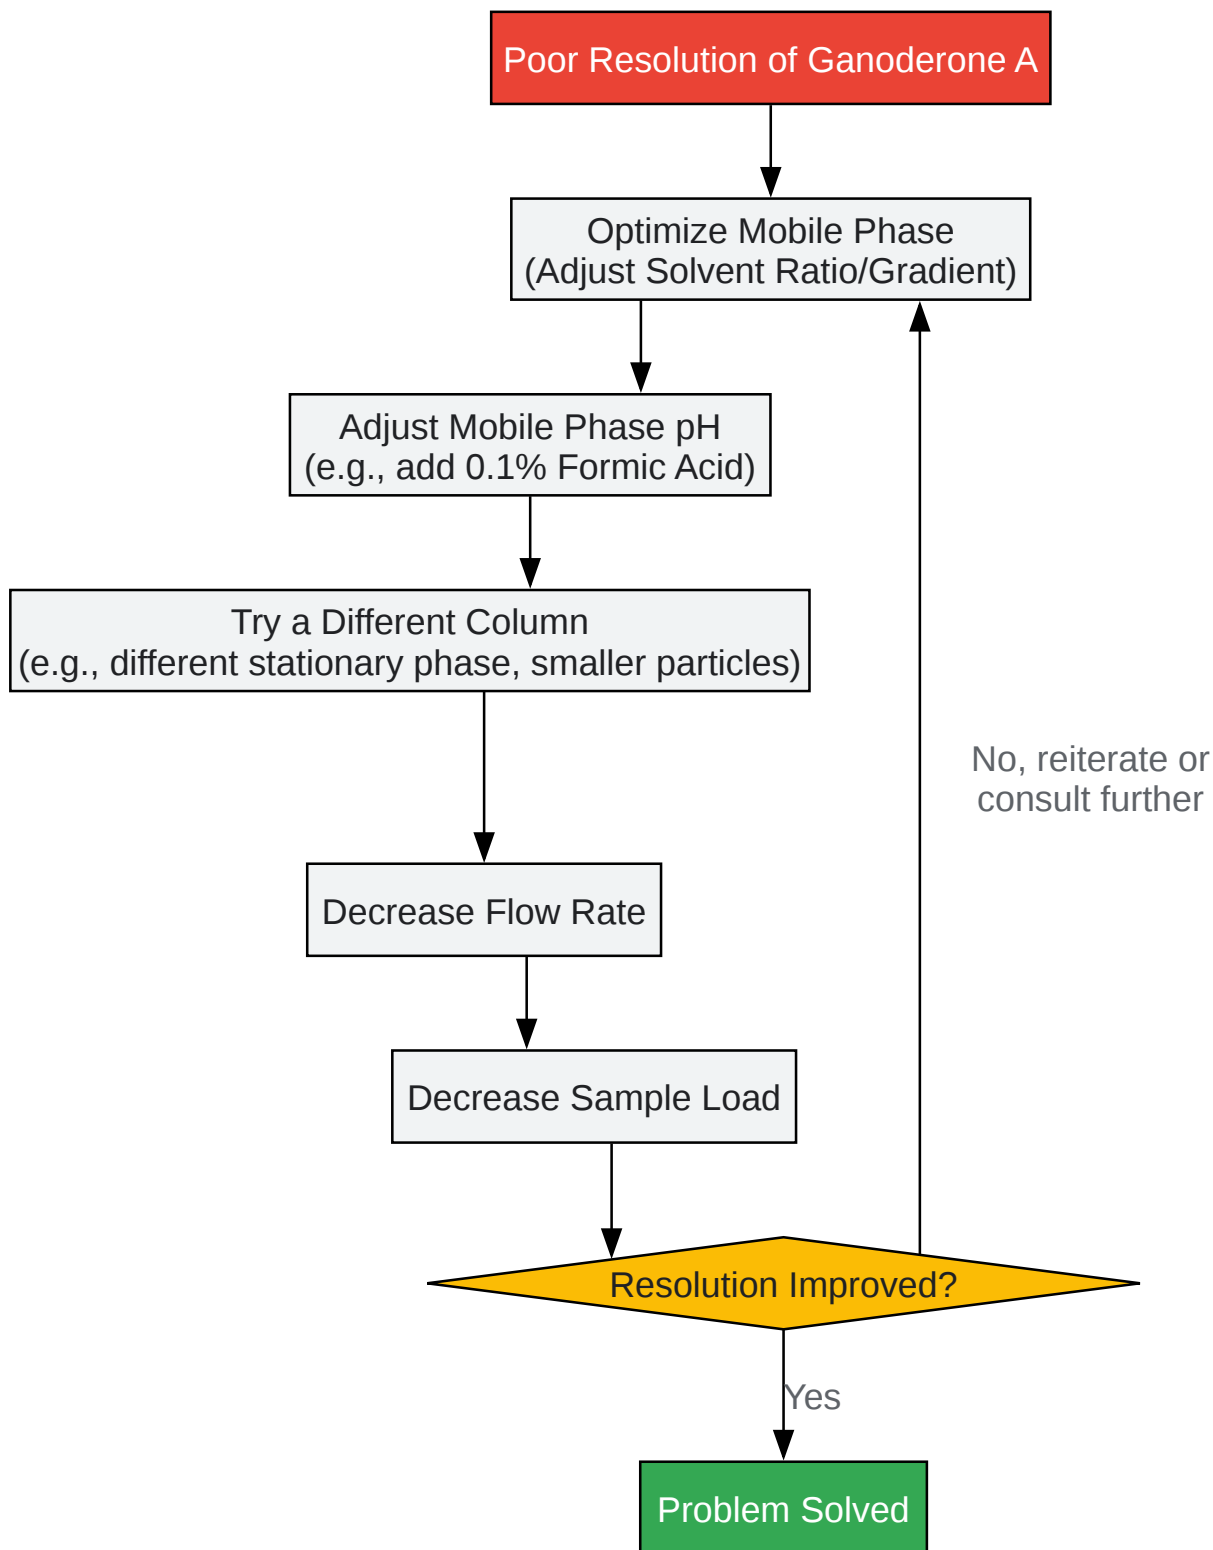 Poor Resolution of Ganoderone A
Optimize Mobile Phase
(Adjust Solvent Ratio/Gradient)
Adjust Mobile Phase pH
(e.g., add 0.1% Formic Acid)
Try a Different Column
(e.g., different stationary phase, smaller particles)
No, reiterate or
consult further
Decrease Flow Rate
Decrease Sample Load
Resolution Improved?
Yes
Problem Solved